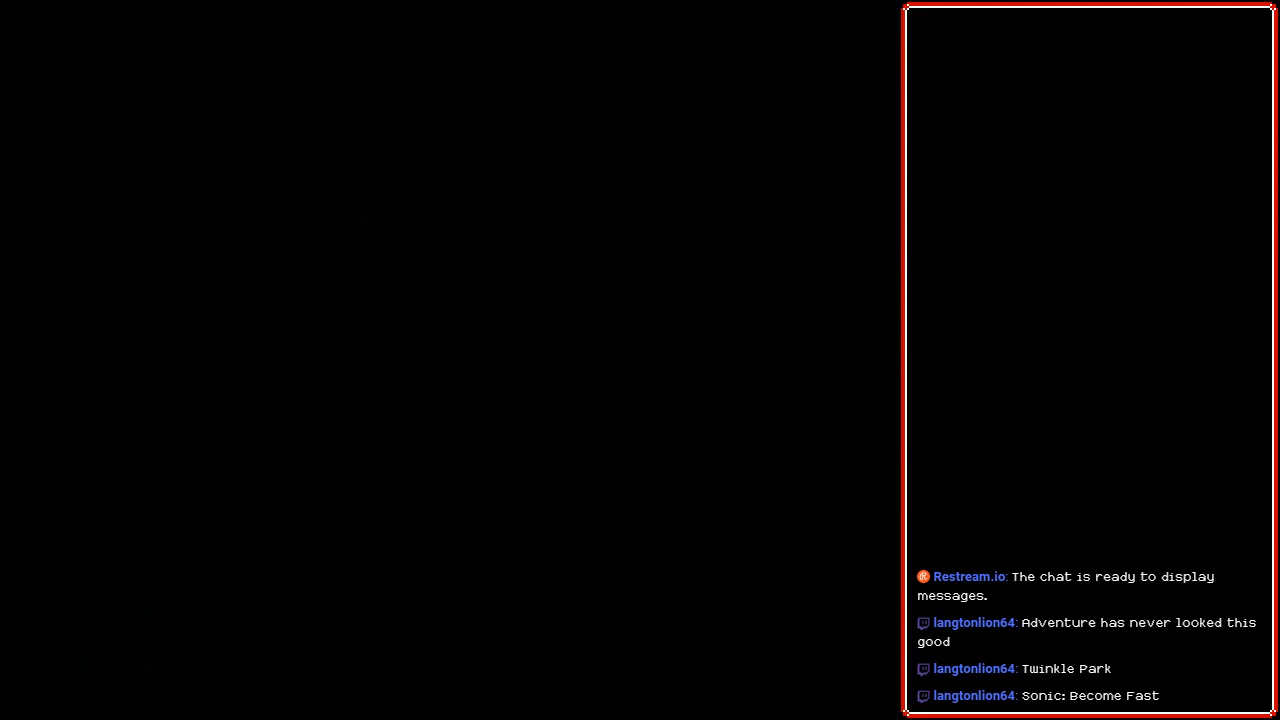 Restream.io: The chat is ready to display
messages.
langtonlion64: Adventure has never looked this
good
langtonlion64: Twinkle Park
langtonlion64: Sonic: Become Fast